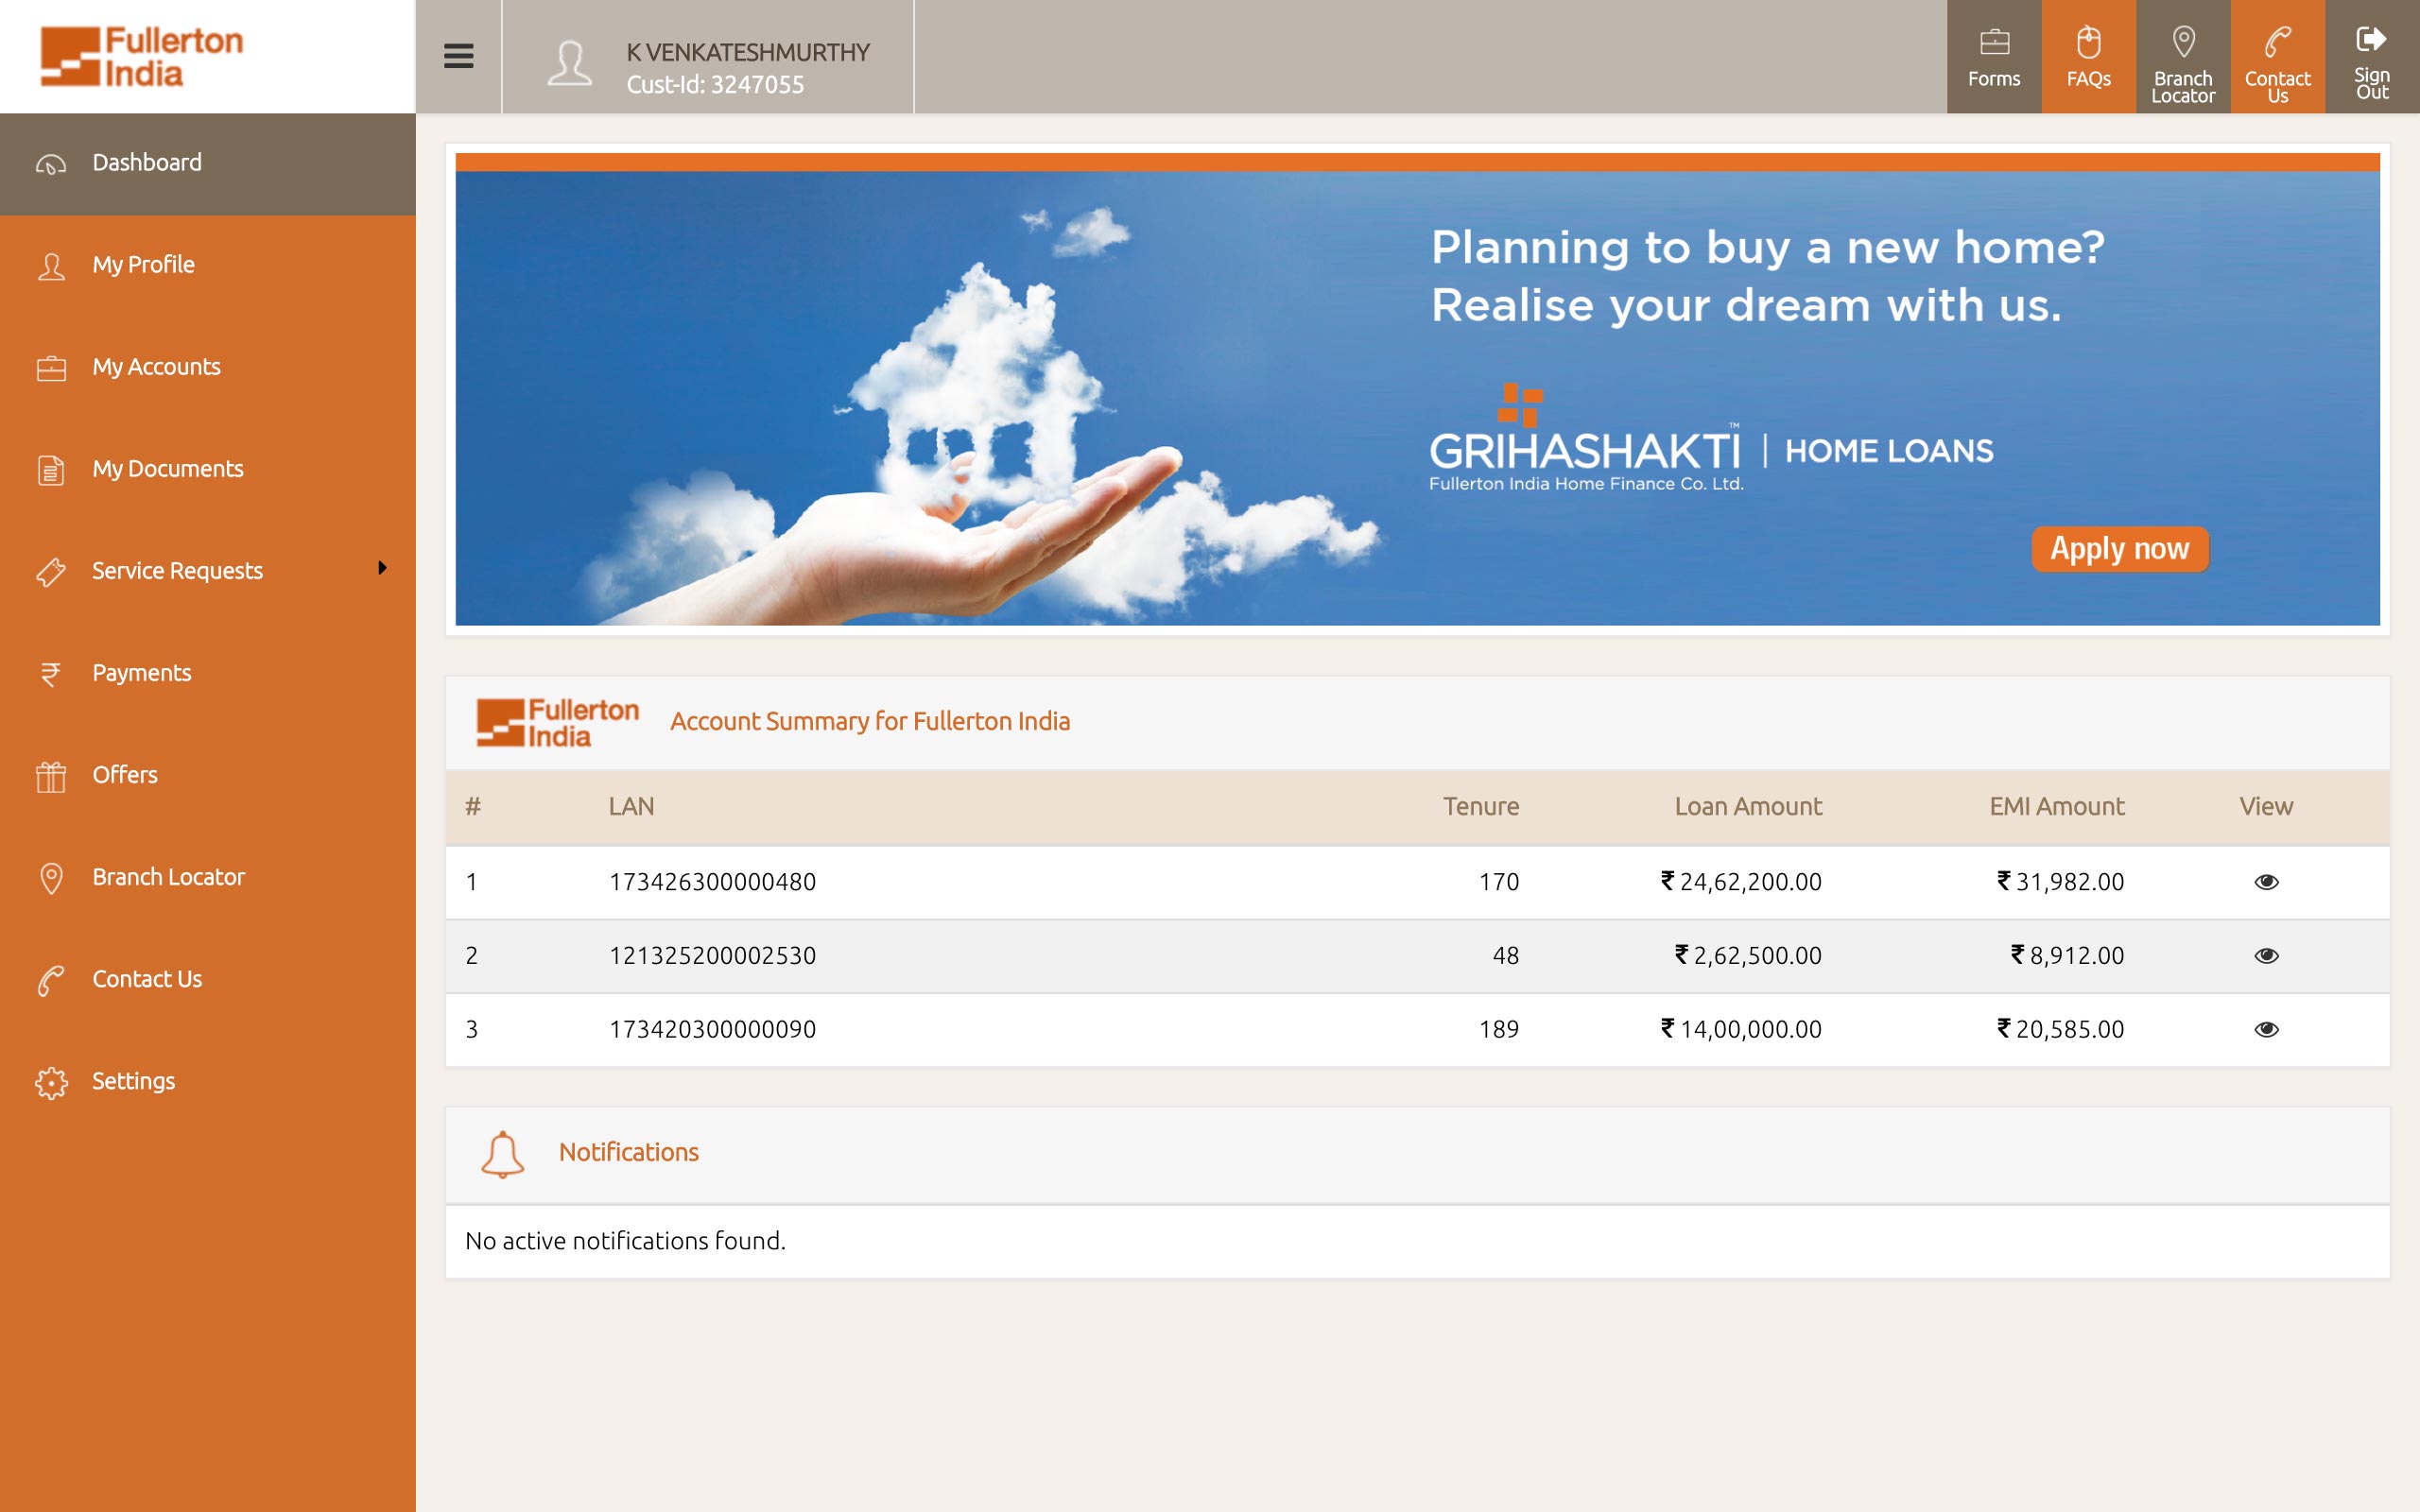 Fullerton
India
K VENKATESHMURTHY
Cust-Id: 3247055
Forms
FAQs
Branch
Locator
Contact
Us
Sign
Out
Dashboard
My Profile
My Accounts
My Documents
Service Requests
Payments
Offers
Branch Locator
Contact Us
Settings
Planning to buy a new home?
Realise your dream with us.
GRIHASHAKTI™ | HOME LOANS
Fullerton India Home Finance Co. Ltd.
Apply now
Fullerton
India
Account Summary for Fullerton India
# LAN Tenure Loan Amount EMI Amount View
1 173426300000480 170 ₹ 24,62,200.00 ₹ 31,982.00
2 121325200002530 48 ₹ 2,62,500.00 ₹ 8,912.00
3 173420300000090 189 ₹ 14,00,000.00 ₹ 20,585.00
Notifications
No active notifications found.